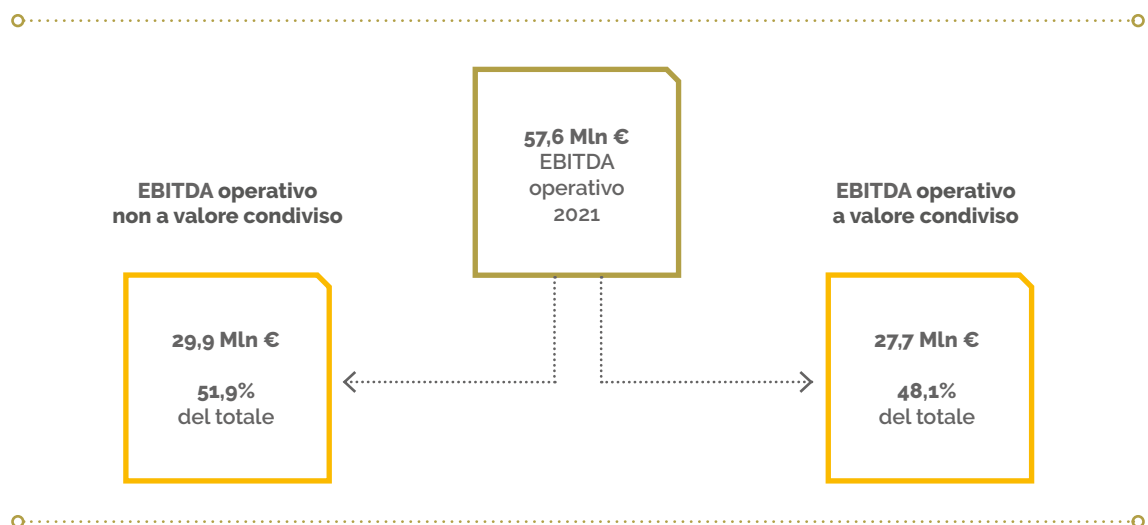 57,6 Mln €
EBITDA
operativo
2021
EBITDA operativo
non a valore condiviso
29,9 Mln €
51,9%
del totale
EBITDA operativo
a valore condiviso
27,7 Mln €
48,1%
del totale